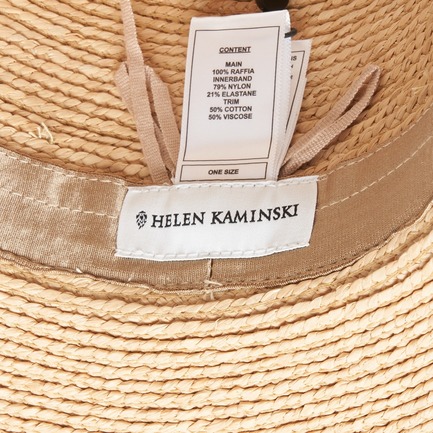 CONTENT
MAIN
100% RAFFIA
INNERBAND
79% NYLON
21% ELASTANE
TRIM
50% COTTON
50% VISCOSE
ONE SIZE
HELEN KAMINSKI